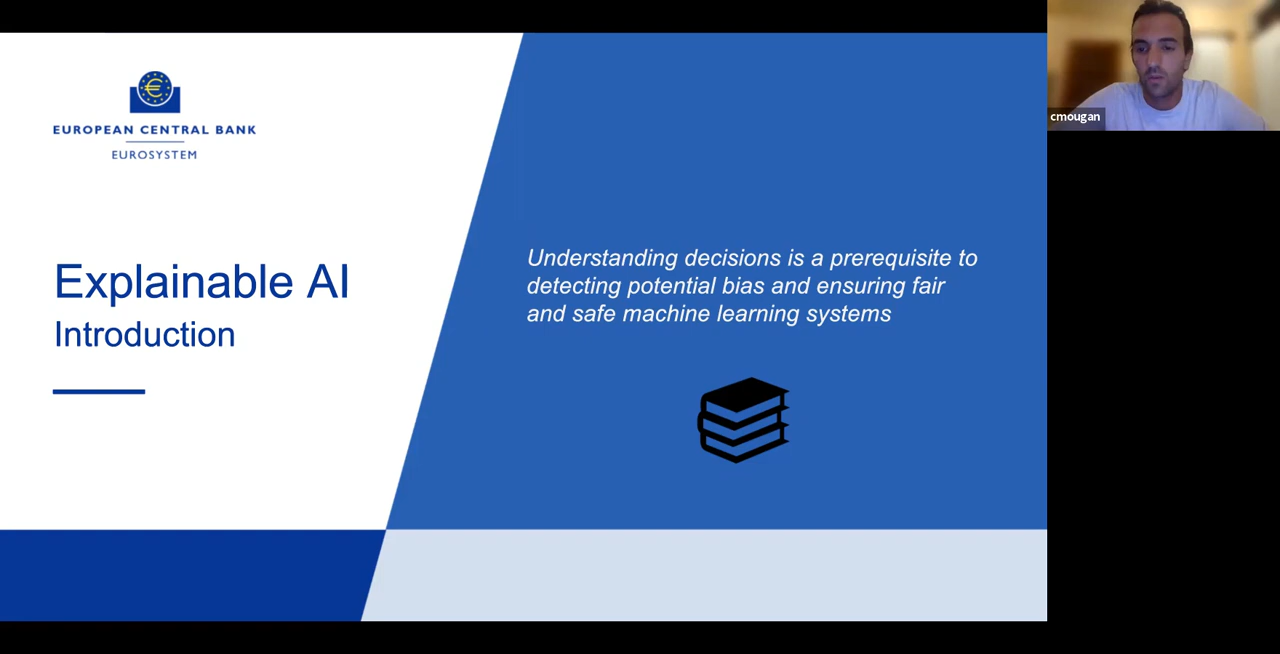 EUROPEAN CENTRAL BANK
EUROSYSTEM
Explainable AI
Introduction
Understanding decisions is a prerequisite to
detecting potential bias and ensuring fair
and safe machine learning systems
cmougan